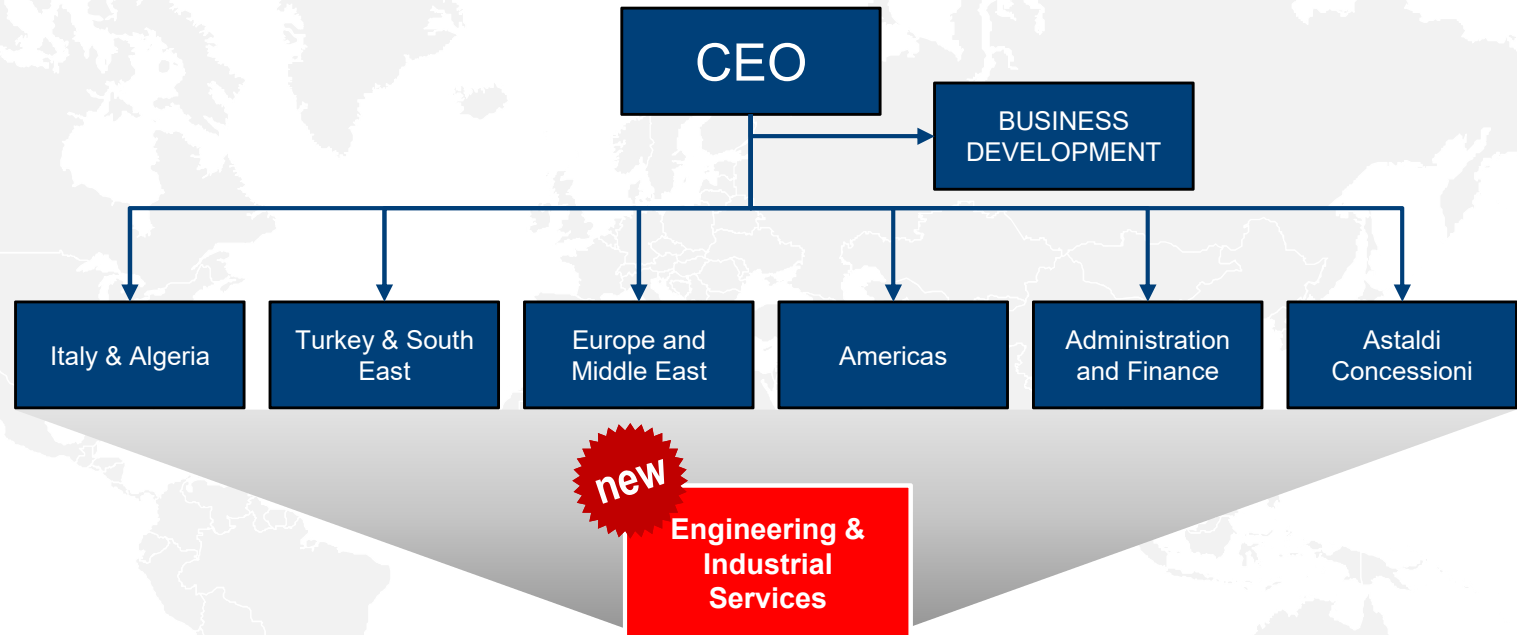 CEO
BUSINESS
DEVELOPMENT
Italy & Algeria
Turkey & South
East
Europe and
Middle East
Americas
Administration
and Finance
Astaldi
Concessioni
new
Engineering &
Industrial
Services